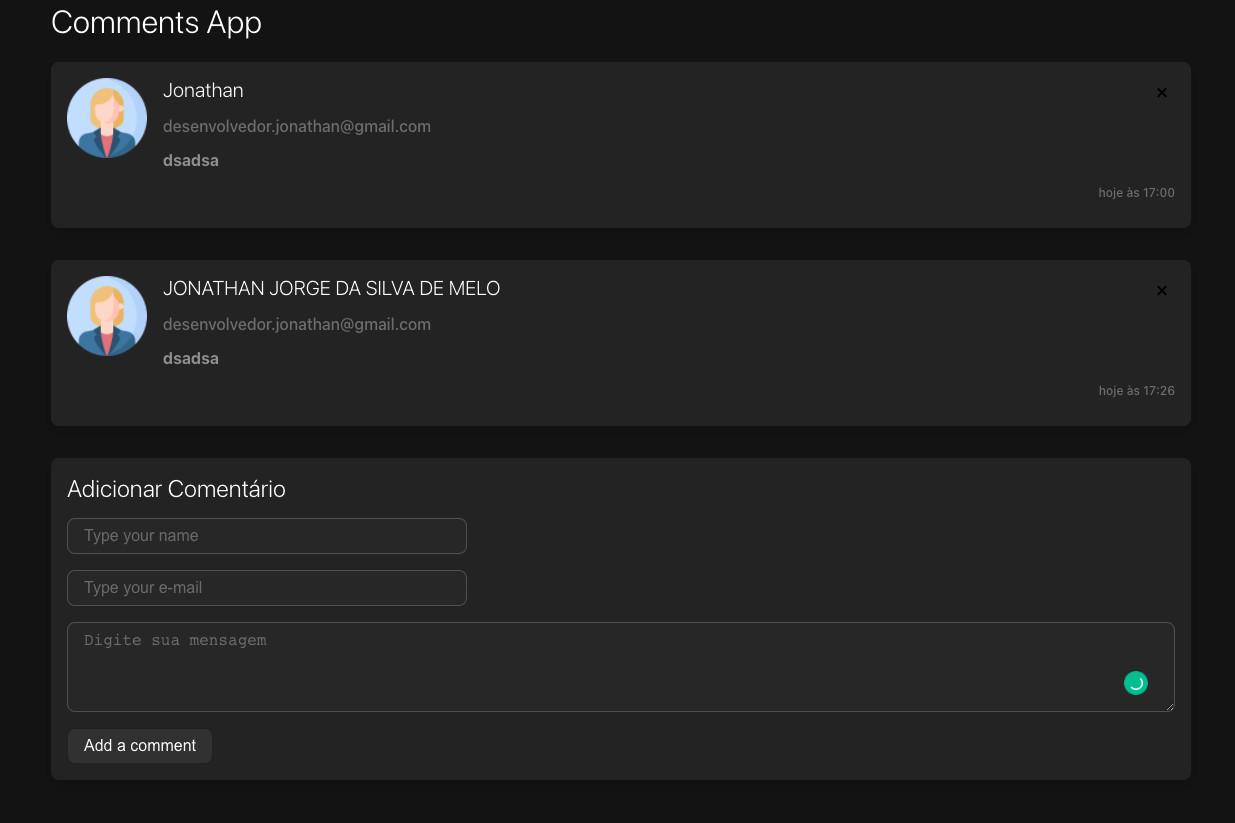 Comments App
Jonathan
desenvolvedor.jonathan@gmail.com
dsadsa
hoje às 17:00
JONATHAN JORGE DA SILVA DE MELO
desenvolvedor.jonathan@gmail.com
dsadsa
hoje às 17:26
Adicionar Comentário
Type your name
Type your e-mail
Digite sua mensagem
Add a comment